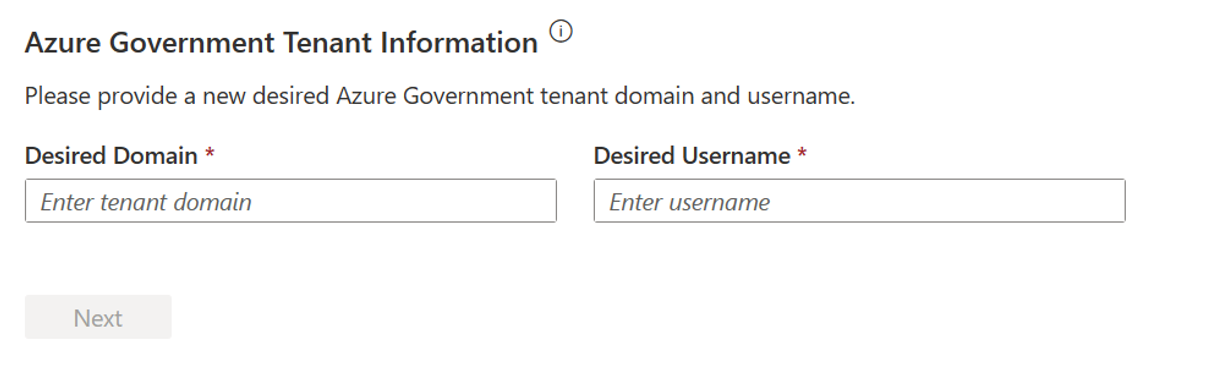 Azure Government Tenant Information
Please provide a new desired Azure Government tenant domain and username.
Desired Domain * Desired Username *
Enter tenant domain Enter username
Next